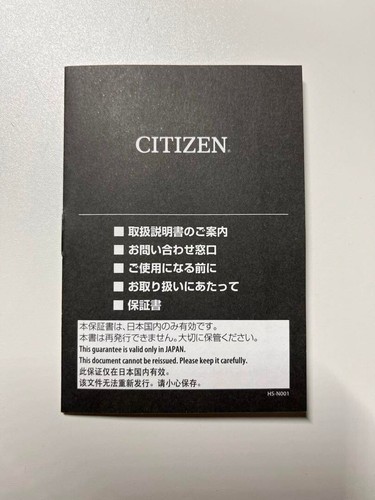 CITIZEN®
■ 取扱説明書のご案内
■ お問い合わせ窓口
■ ご使用になる前に
■ お取り扱いにあたって
■ 保証書
本保証書は、日本国内のみ有効です。
本書は再発行できません。大切に保管ください。
This guarantee is valid only in JAPAN.
This document cannot be reissued. Please keep it carefully.
此保证仅在日本国内有效。
该文件无法重新发行。请小心保存。
HS-N001